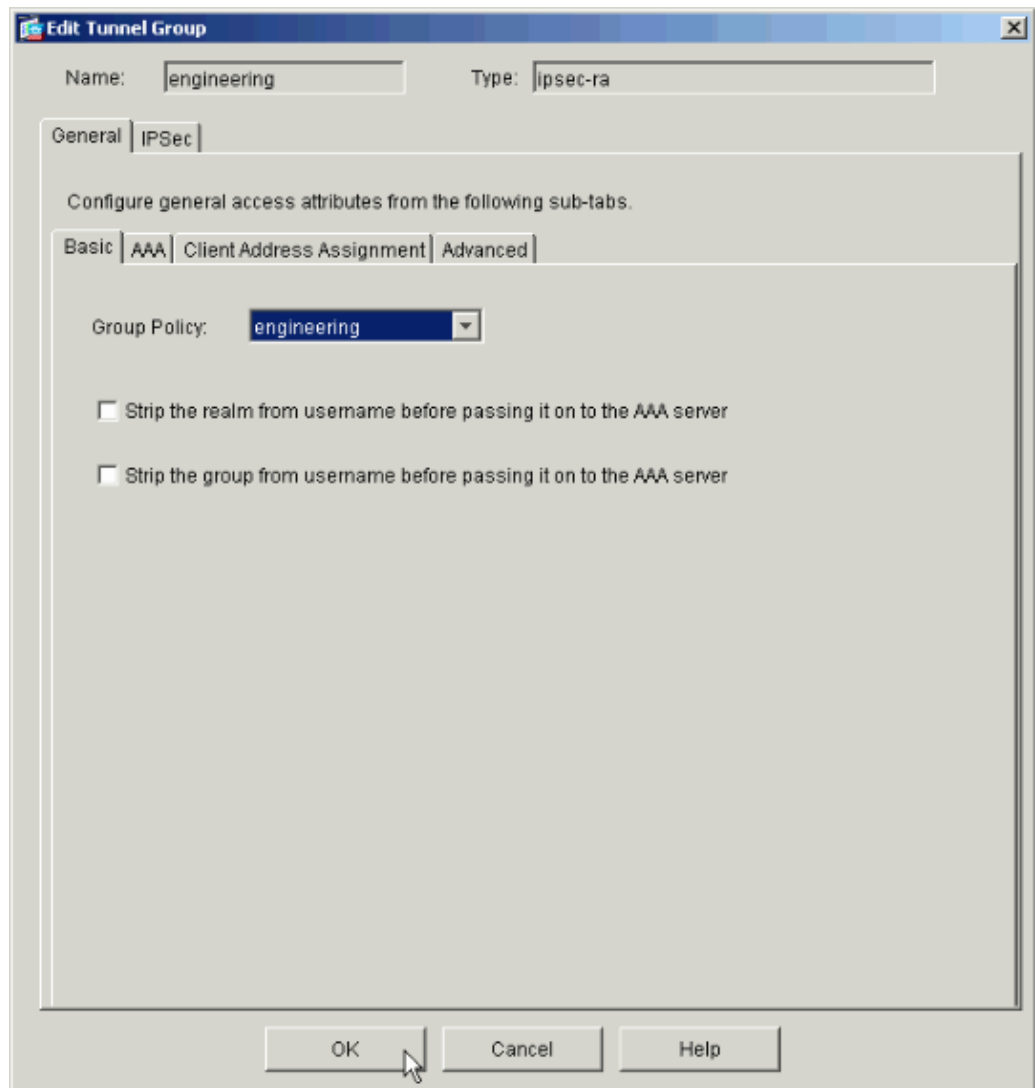 Edit Tunnel Group
Name: engineering Type: ipsec-ra
General IPSec
Configure general access attributes from the following sub-tabs.
Basic AAA Client Address Assignment Advanced
Group Policy: engineering
Strip the realm from username before passing it on to the AAA server
Strip the group from username before passing it on to the AAA server
OK Cancel Help